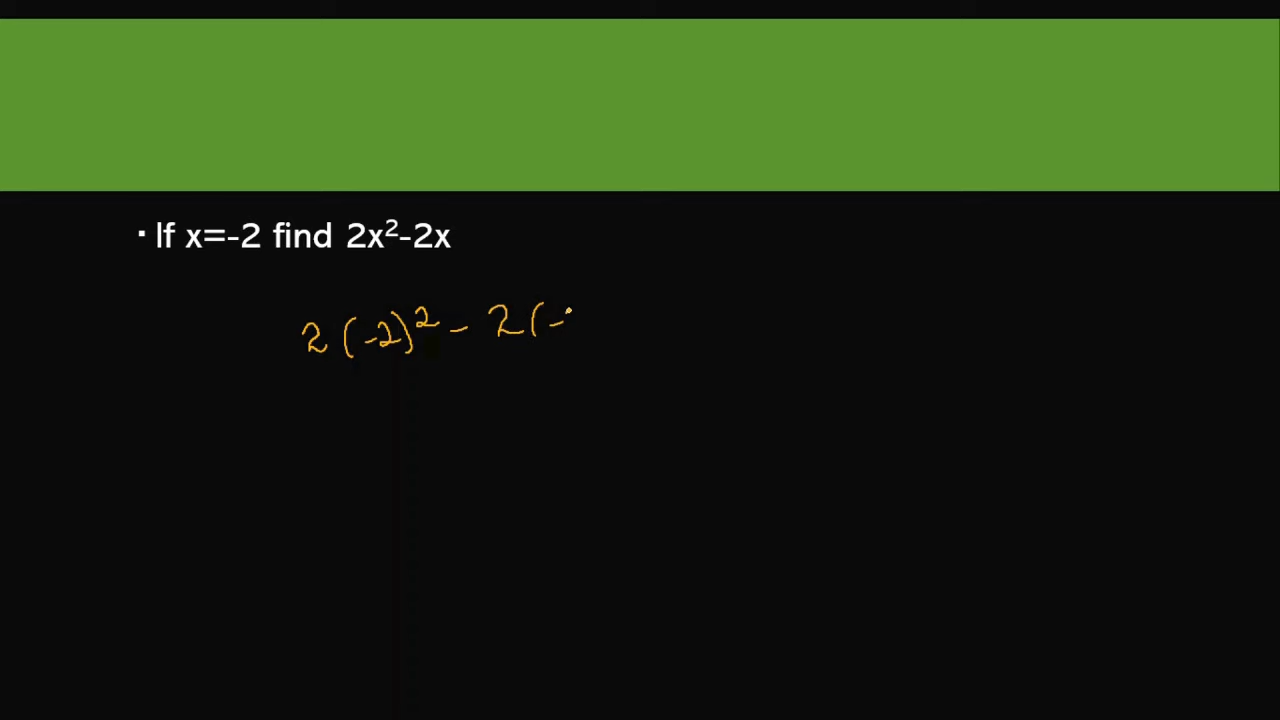 · If x=-2 find 2x²-2x
2 (-2)² - 2 (-